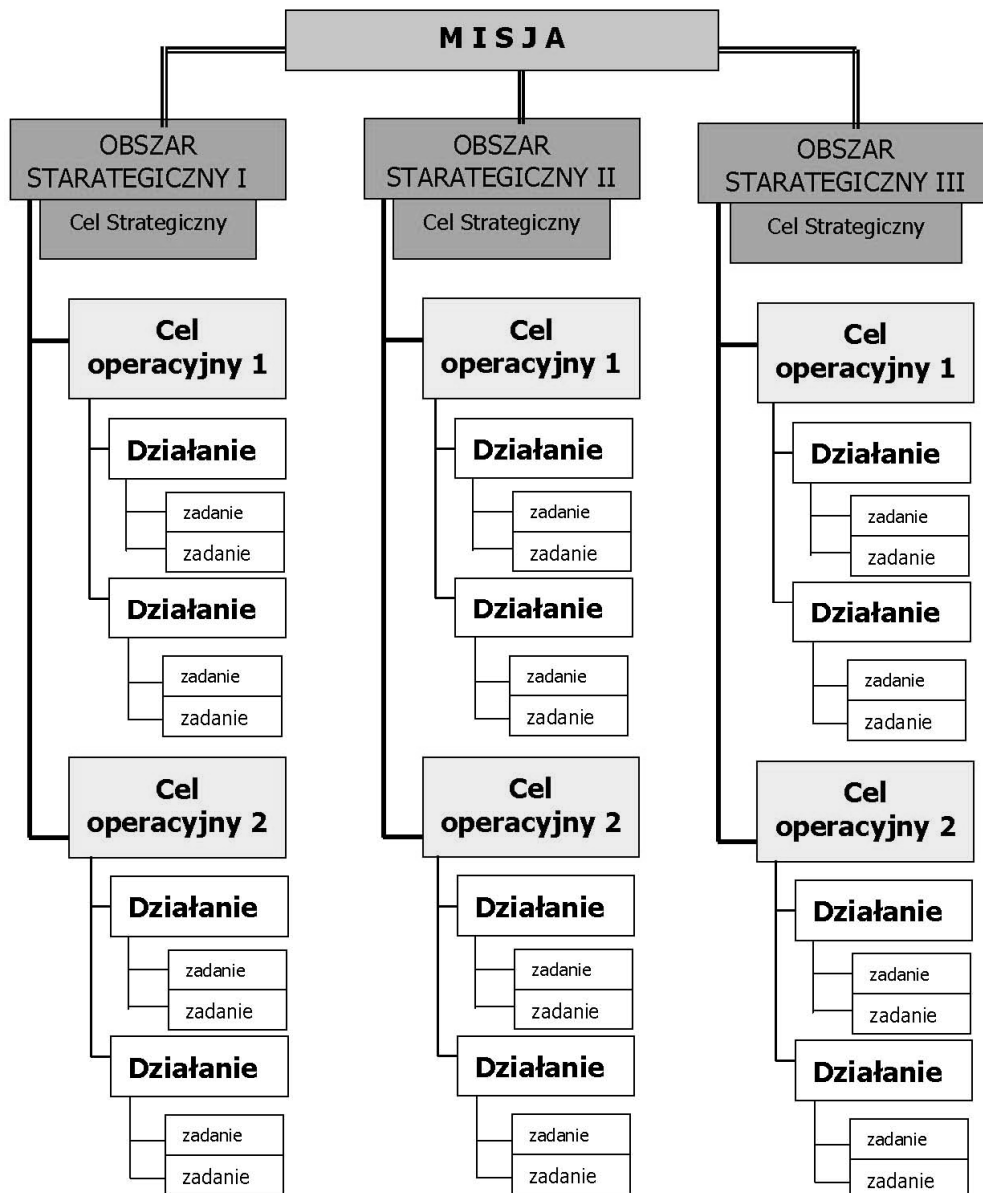 M I S J A
OBSZAR
STARATEGICZNY I
Cel Strategiczny
Cel
operacyjny 1
Działanie
zadanie
zadanie
Działanie
zadanie
zadanie
Cel
operacyjny 2
Działanie
zadanie
zadanie
Działanie
zadanie
zadanie
OBSZAR
STARATEGICZNY II
Cel Strategiczny
Cel
operacyjny 1
Działanie
zadanie
zadanie
Działanie
zadanie
zadanie
Cel
operacyjny 2
Działanie
zadanie
zadanie
Działanie
zadanie
zadanie
OBSZAR
STARATEGICZNY III
Cel Strategiczny
Cel
operacyjny 1
Działanie
zadanie
zadanie
Działanie
zadanie
zadanie
Cel
operacyjny 2
Działanie
zadanie
zadanie
Działanie
zadanie
zadanie